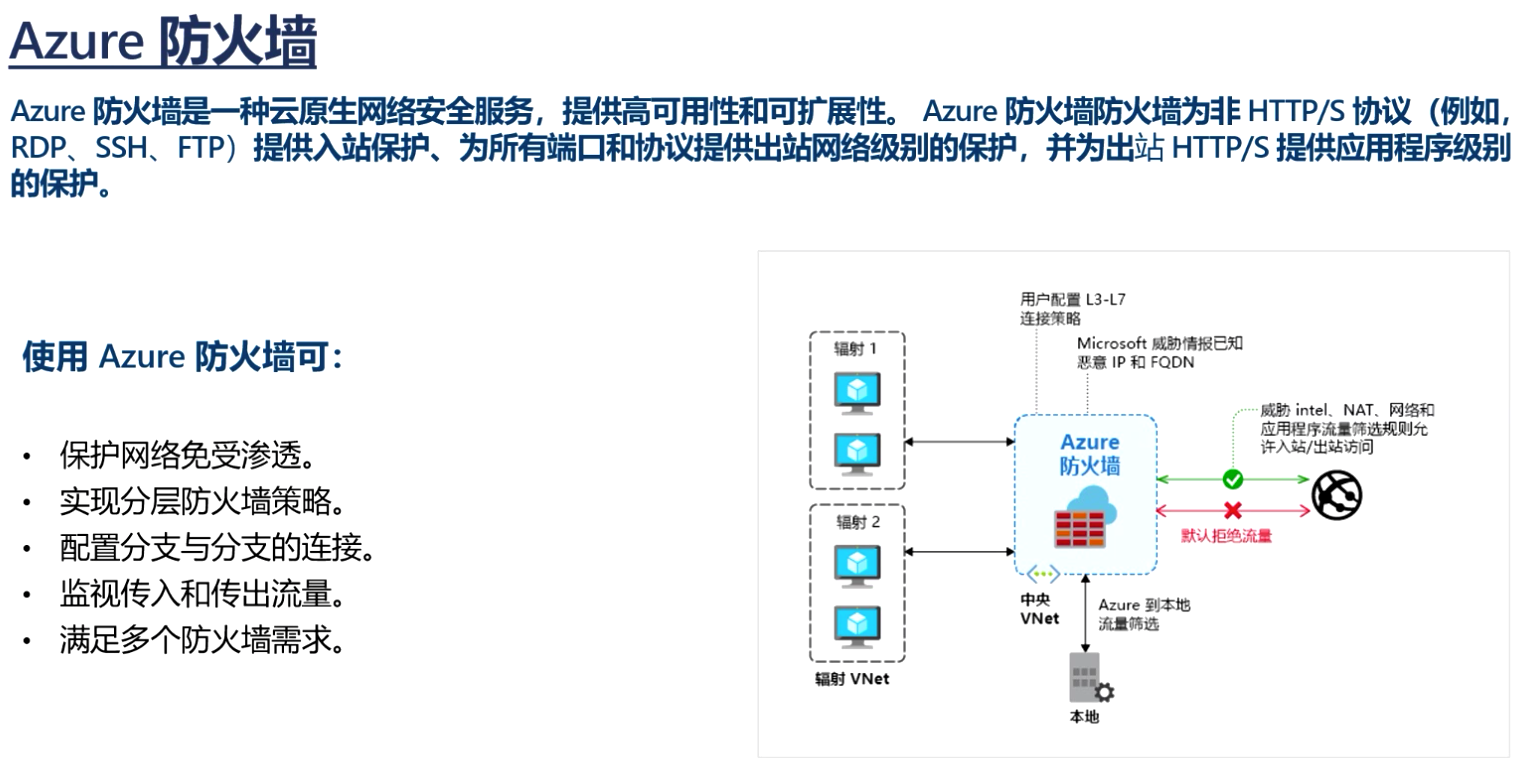 Azure 防火墙
Azure 防火墙是一种云原生网络安全服务，提供高可用性和可扩展性。 Azure 防火墙防火墙为非 HTTP/S 协议（例如，
RDP、SSH、FTP）提供入站保护、为所有端口和协议提供出站网络级别的保护，并为出站 HTTP/S 提供应用程序级别
的保护。
使用 Azure 防火墙可：
• 保护网络免受渗透。
• 实现分层防火墙策略。
• 配置分支与分支的连接。
• 监视传入和传出流量。
• 满足多个防火墙需求。
用户配置 L3-L7
连接策略
Microsoft 威胁情报已知
恶意 IP 和 FQDN
辐射 1
辐射 2
辐射 VNet
Azure
防火墙
中央
VNet
威胁 intel、NAT、网络和
应用程序流量筛选规则允
许入站/出站访问
默认拒绝流量
Azure 到本地
流量筛选
本地